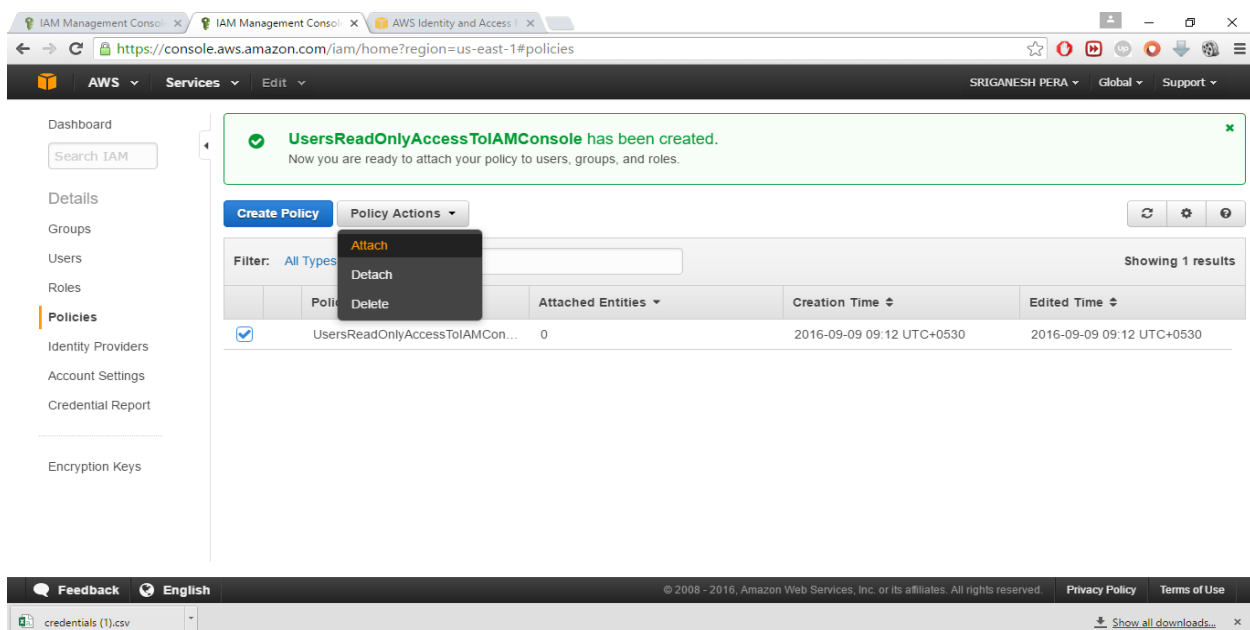 IAM Management Consol
IAM Management Consol
AWS Identity and Access
https://console.aws.amazon.com/iam/home?region=us-east-1#policies
AWS Services Edit SRIGANESH PERA Global Support
Dashboard
Search IAM
Details
Groups
Users
Roles
Policies
Identity Providers
Account Settings
Credential Report
Encryption Keys
UsersReadOnlyAccessToIAMConsole has been created.
Now you are ready to attach your policy to users, groups, and roles.
Create Policy Policy Actions
Attach
Detach
Delete
Filter: All Types Showing 1 results
Poli Attached Entities Creation Time Edited Time
UsersReadOnlyAccessToIAMCon... 0 2016-09-09 09:12 UTC+0530 2016-09-09 09:12 UTC+0530
Feedback English © 2008 - 2016, Amazon Web Services, Inc. or its affiliates. All rights reserved. Privacy Policy Terms of Use
credentials (1).csv Show all downloads...